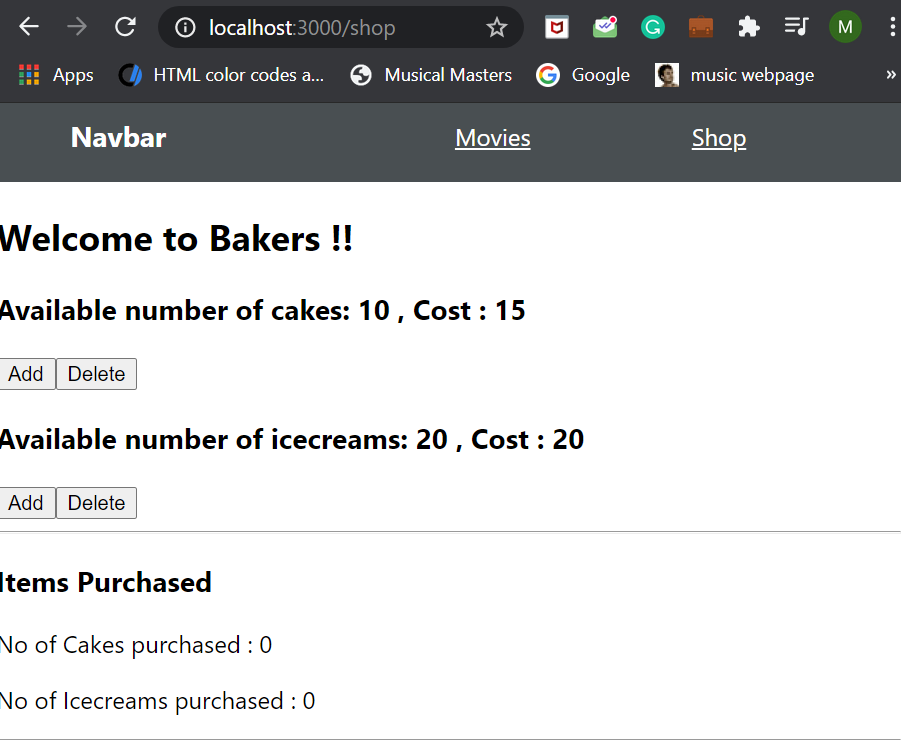 localhost:3000/shop
M
Apps HTML color codes a... Musical Masters Google music webpage »
Navbar Movies Shop
Welcome to Bakers !!
Available number of cakes: 10 , Cost : 15
Add Delete
Available number of icecreams: 20 , Cost : 20
Add Delete
Items Purchased
No of Cakes purchased : 0
No of Icecreams purchased : 0